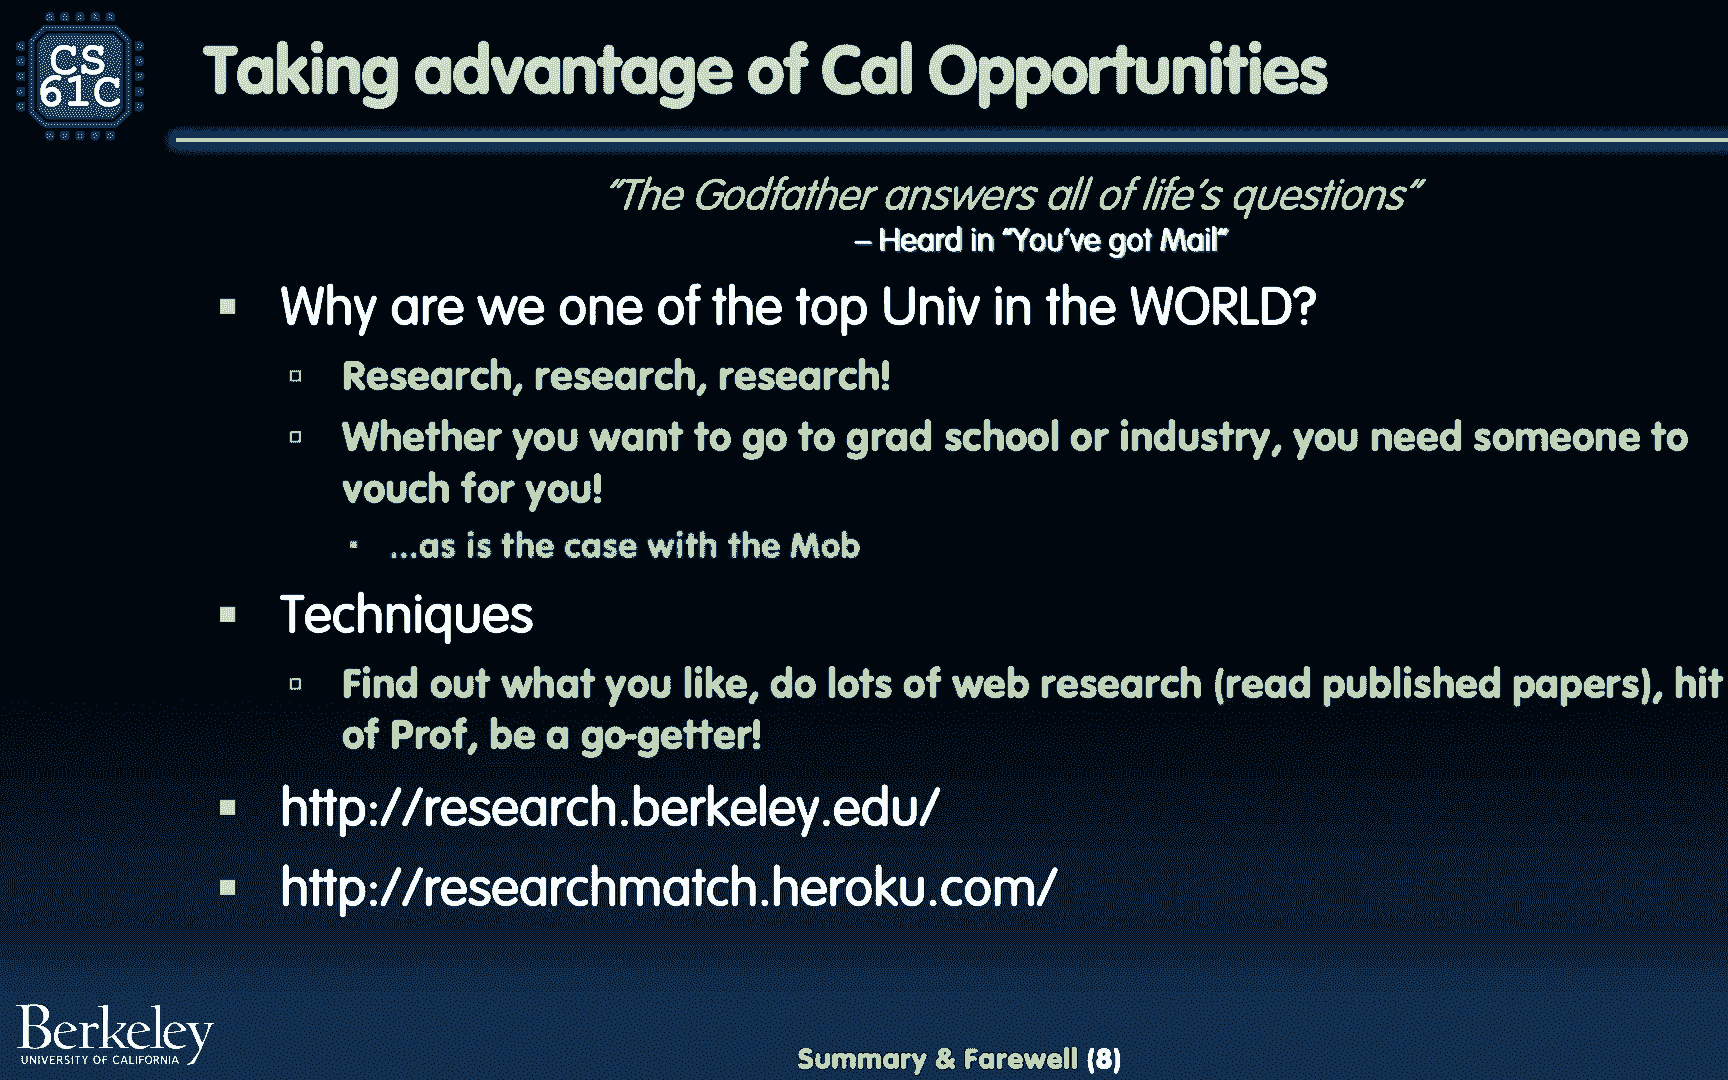 CS
61C
Taking advantage of Cal Opportunities
“The Godfather answers all of life’s questions”
– Heard in “You’ve got Mail”
Why are we one of the top Univ in the WORLD?
Research, research, research!
Whether you want to go to grad school or industry, you need someone to
vouch for you!
...as is the case with the Mob
Techniques
Find out what you like, do lots of web research (read published papers), hit
of Prof, be a go-getter!
http://research.berkeley.edu/
http://researchmatch.heroku.com/
Berkeley
UNIVERSITY OF CALIFORNIA
Summary & Farewell (8)